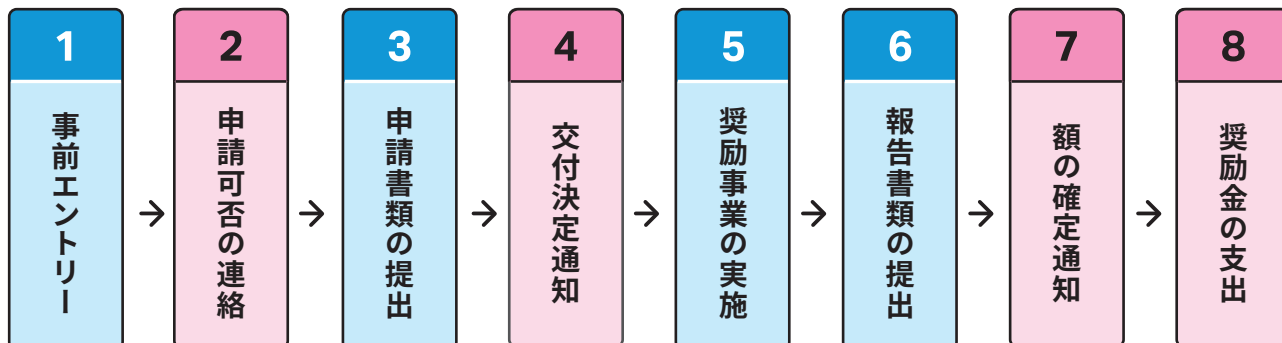 1
事前エントリー
2
申請可否の連絡
3
申請書類の提出
4
交付決定通知
5
奨励事業の実施
6
報告書類の提出
7
額の確定通知
8
奨励金の支出